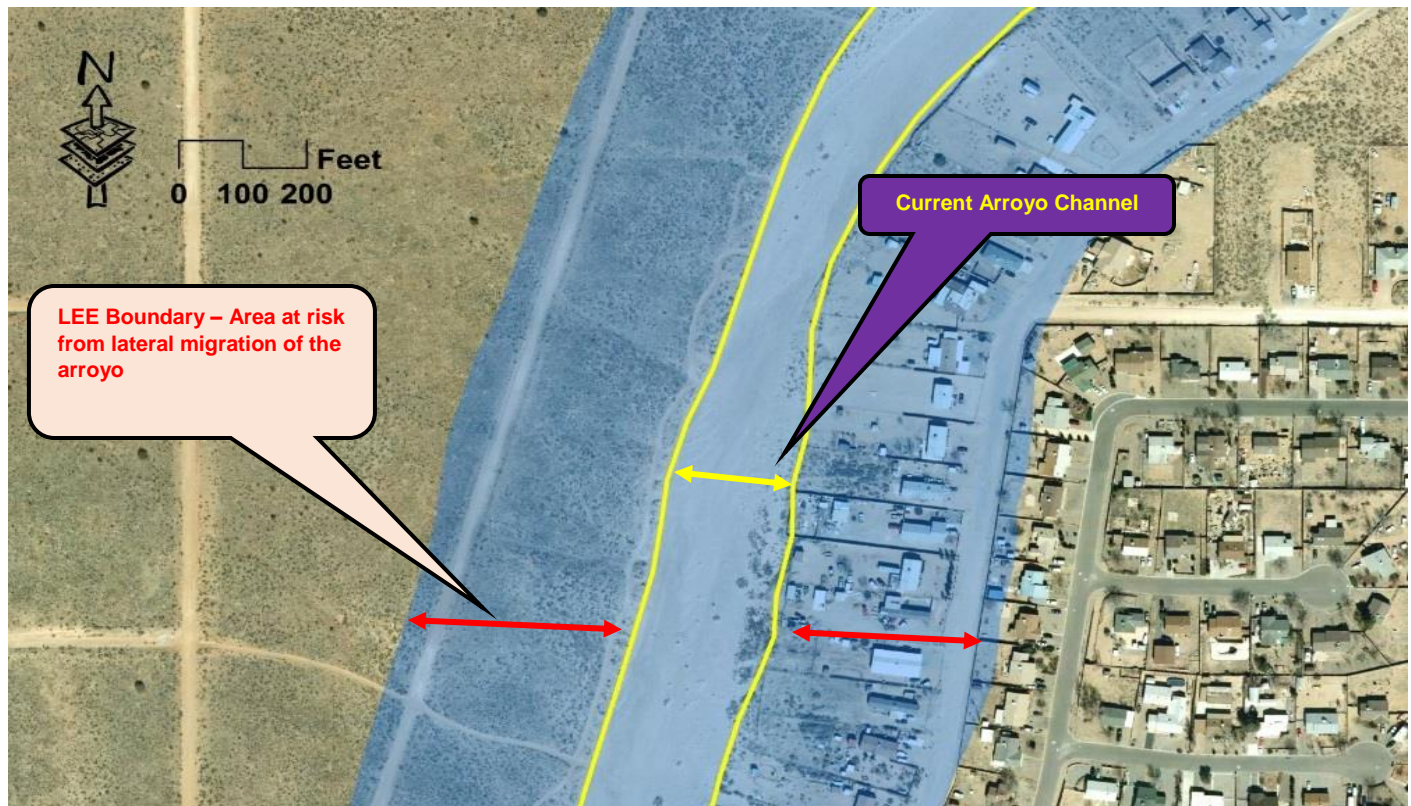 N
Feet
0 100 200
Current Arroyo Channel
LEE Boundary – Area at risk
from lateral migration of the
arroyo